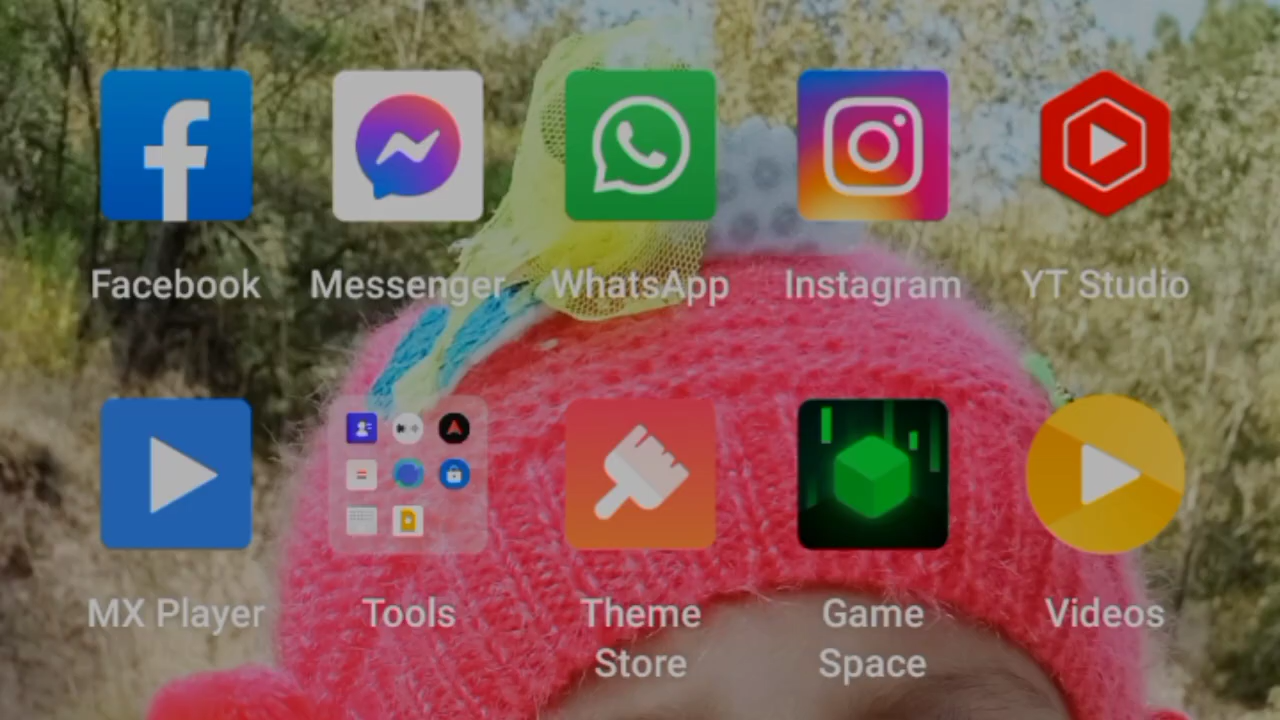 Facebook Messenger WhatsApp Instagram YT Studio
MX Player Tools Theme Game Videos
Store Space